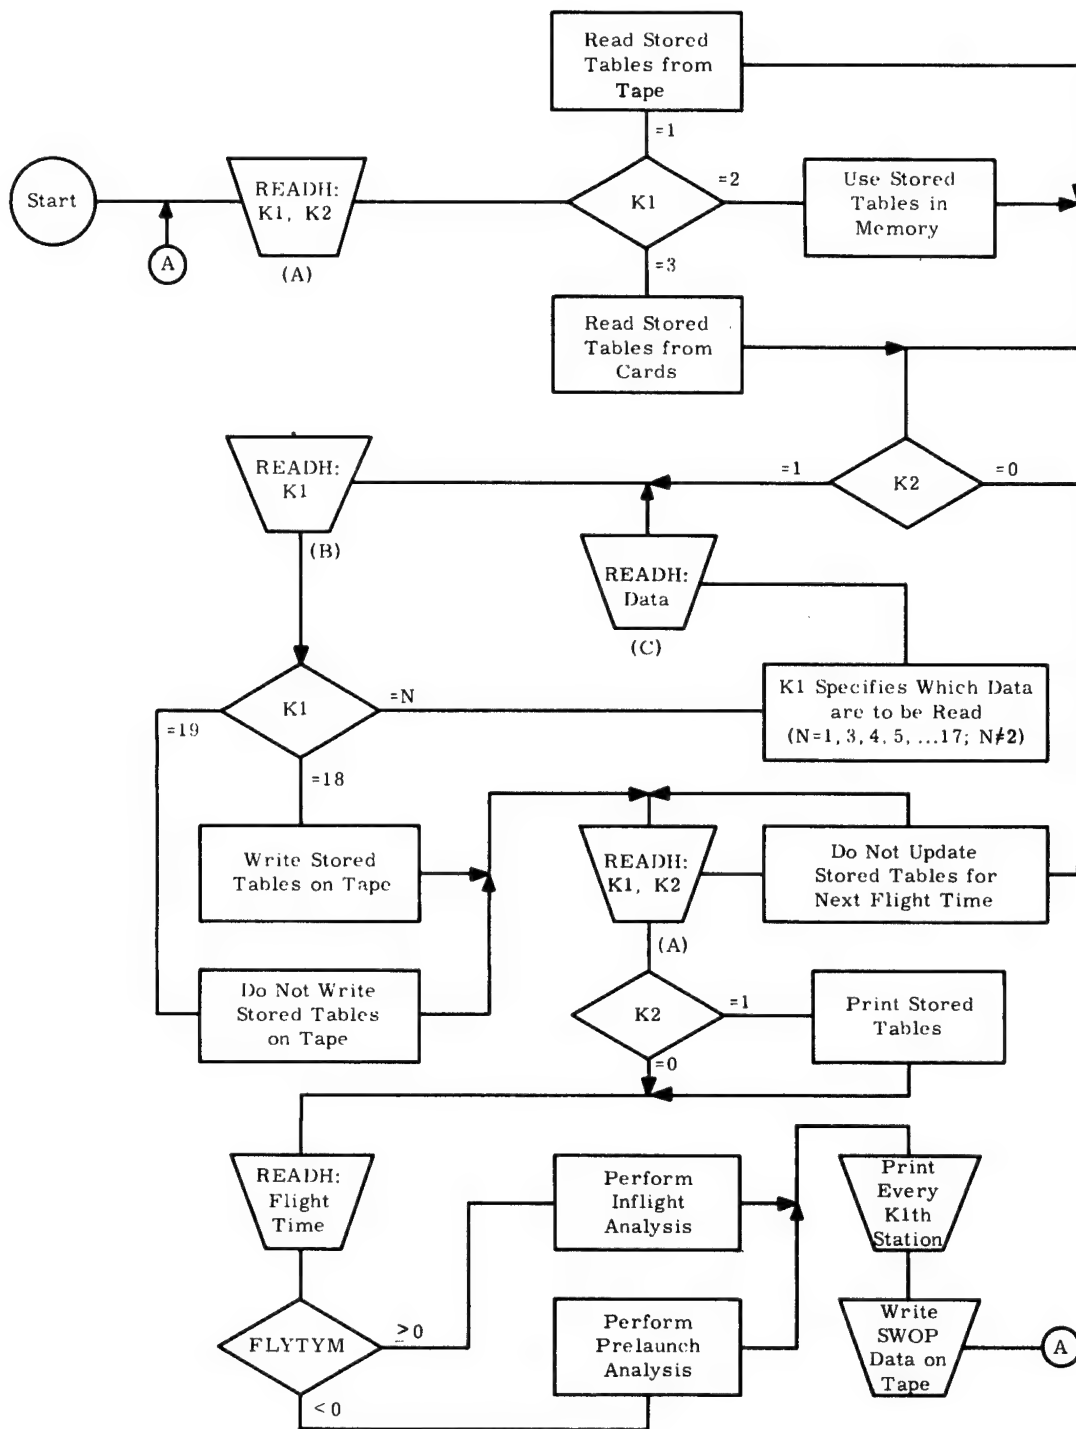 Read Stored
Tables from
Tape
=1
Start
READH:
K1, K2
(A)
A
K1
=2
Use Stored
Tables in
Memory
=3
Read Stored
Tables from
Cards
READH:
K1
(B)
=1
K2
=0
READH:
Data
(C)
K1
=N
=19
=18
K1 Specifies Which Data
are to be Read
(N=1, 3, 4, 5, ...17; N≠2)
Write Stored
Tables on Tape
READH:
K1, K2
(A)
Do Not Update
Stored Tables for
Next Flight Time
Do Not Write
Stored Tables
on Tape
K2
=1
=0
Print Stored
Tables
READH:
Flight
Time
Perform
Inflight
Analysis
Print
Every
K1th
Station
FLYTYM
≥0
<0
Perform
Prelaunch
Analysis
Write
SWOP
Data on
Tape
A